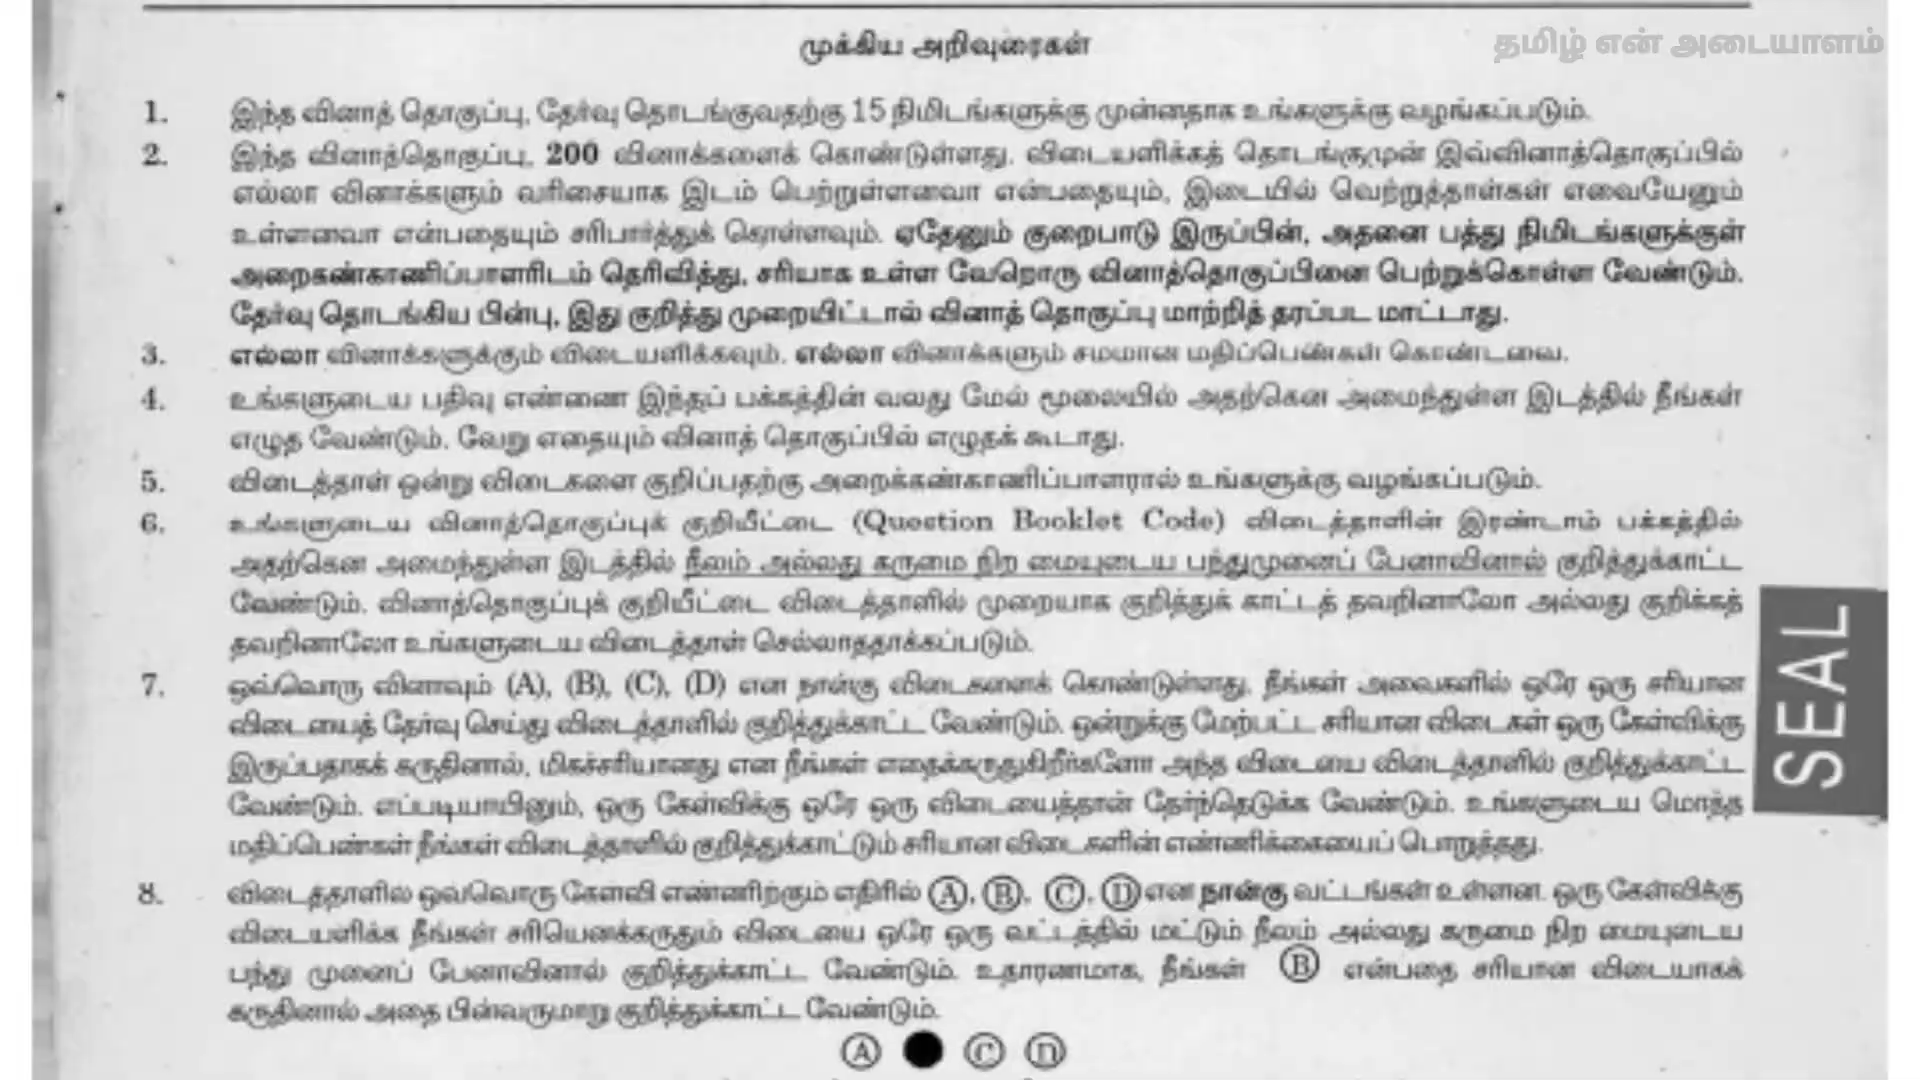 தமிழ் என் அடையாளம்
முக்கிய அறிவுரைகள்
1. இந்த வினாத் தொகுப்பு, தேர்வு தொடங்குவதற்கு 15 நிமிடங்களுக்கு முன்னதாக உங்களுக்கு வழங்கப்படும்.
2. இந்த வினாத்தொகுப்பு, 200 வினாக்களைக் கொண்டுள்ளது. விடையளிக்கத் தொடங்குமுன் இவ்வினாத்தொகுப்பில்
எல்லா வினாக்களும் வரிசையாக இடம் பெற்றுள்ளனவா என்பதையும், இடையில் வெற்றுத்தாள்கள் எவையேனும்
உள்ளனவா என்பதையும் சரிபார்த்துக் கொள்ளவும். ஏதேனும் குறைபாடு இருப்பின், அதனை பத்து நிமிடங்களுக்குள்
அறைகண்காணிப்பாளரிடம் தெரிவித்து, சரியாக உள்ள வேறொரு வினாத்தொகுப்பினை பெற்றுக்கொள்ள வேண்டும்.
தேர்வு தொடங்கிய பின்பு, இது குறித்து முறையிட்டால் வினாத் தொகுப்பு மாற்றித் தரப்பட மாட்டாது.
3. எல்லா வினாக்களுக்கும் விடையளிக்கவும். எல்லா வினாக்களும் சமமான மதிப்பெண்கள் கொண்டவை.
4. உங்களுடைய பதிவு எண்ணை இந்தப் பக்கத்தின் வலது மேல் மூலையில் அதற்கென அமைந்துள்ள இடத்தில் நீங்கள்
எழுத வேண்டும். வேறு எதையும் வினாத் தொகுப்பில் எழுதக் கூடாது.
5. விடைத்தாள் ஒன்று விடைகளை குறிப்பதற்கு அறைக்கண்காணிப்பாளரால் உங்களுக்கு வழங்கப்படும்.
6. உங்களுடைய வினாத்தொகுப்புக் குறியீட்டை (Question Booklet Code) விடைத்தாளின் இரண்டாம் பக்கத்தில்
அதற்கென அமைந்துள்ள இடத்தில் நீலம் அல்லது கருமை நிற மையுடைய பந்துமுனைப் பேனாவினால் குறித்துக்காட்ட
வேண்டும். வினாத்தொகுப்புக் குறியீட்டை விடைத்தாளில் முறையாக குறித்துக் காட்டத் தவறினாலோ அல்லது குறிக்கத்
தவறினாலோ உங்களுடைய விடைத்தாள் செல்லாததாக்கப்படும்.
7. ஒவ்வொரு வினாவும் (A), (B), (C), (D) என நான்கு விடைகளைக் கொண்டுள்ளது. நீங்கள் அவைகளில் ஒரே ஒரு சரியான
விடையைத் தேர்வு செய்து விடைத்தாளில் குறித்துக்காட்ட வேண்டும். ஒன்றுக்கு மேற்பட்ட சரியான விடைகள் ஒரு கேள்விக்கு
இருப்பதாகக் கருதினால், மிகச்சரியானது என நீங்கள் எதைக்கருதுகிறீர்களோ அந்த விடையை விடைத்தாளில் குறித்துக்காட்ட
வேண்டும். எப்படியாயினும், ஒரு கேள்விக்கு ஒரே ஒரு விடையைத்தான் தேர்ந்தெடுக்க வேண்டும். உங்களுடைய மொத்த
மதிப்பெண்கள் நீங்கள் விடைத்தாளில் குறித்துக்காட்டும் சரியான விடைகளின் எண்ணிக்கையைப் பொறுத்தது.
8. விடைத்தாளில் ஒவ்வொரு கேள்வி எண்ணிற்கும் எதிரில் Ⓐ, Ⓑ, Ⓒ, Ⓓ என நான்கு வட்டங்கள் உள்ளன. ஒரு கேள்விக்கு
விடையளிக்க நீங்கள் சரியெனக்கருதும் விடையை ஒரே ஒரு வட்டத்தில் மட்டும் நீலம் அல்லது கருமை நிற மையுடைய
பந்து முனைப் பேனாவினால் குறித்துக்காட்ட வேண்டும். உதாரணமாக, நீங்கள் Ⓑ என்பதை சரியான விடையாகக்
கருதினால் அதை பின்வருமாறு குறித்துக்காட்ட வேண்டும்.
Ⓐ ● Ⓒ Ⓓ
SEAL